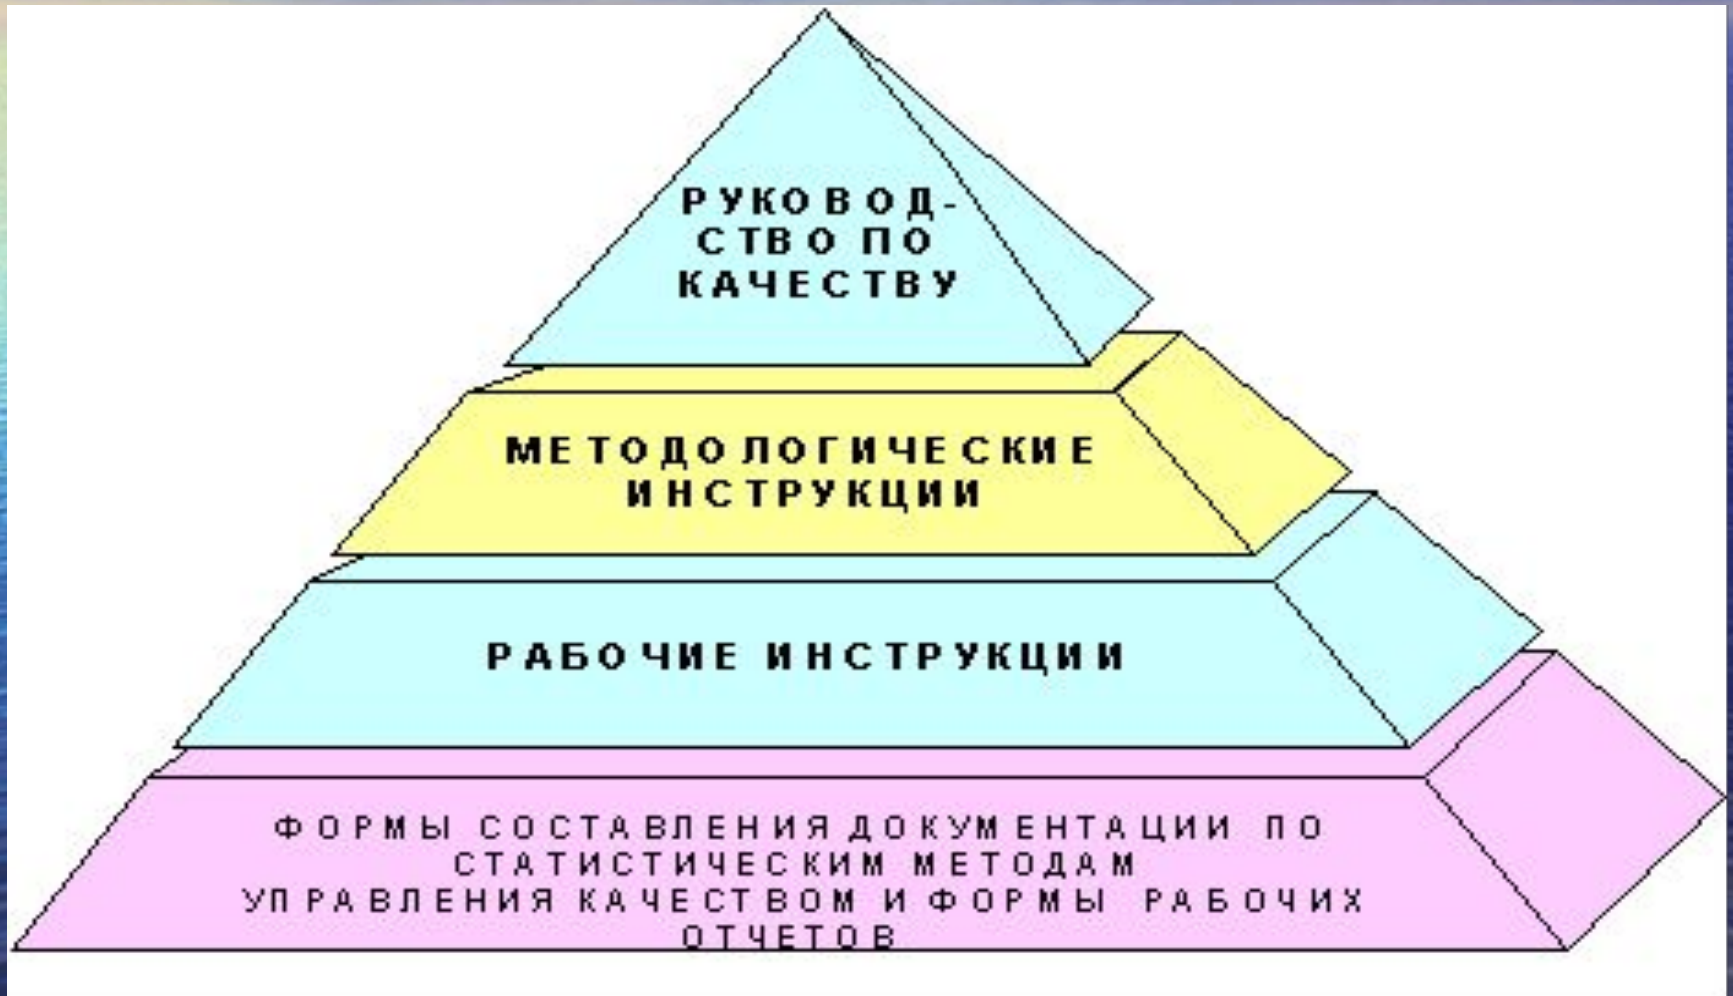 РУКОВОД-
СТВО ПО
КАЧЕСТВУ
МЕТОДОЛОГИЧЕСКИЕ
ИНСТРУКЦИИ
РАБОЧИЕ ИНСТРУКЦИИ
ФОРМЫ СОСТАВЛЕНИЯ ДОКУМЕНТАЦИИ ПО
СТАТИСТИЧЕСКИМ МЕТОДАМ
УПРАВЛЕНИЯ КАЧЕСТВОМ И ФОРМЫ РАБОЧИХ
ОТЧЕТОВ